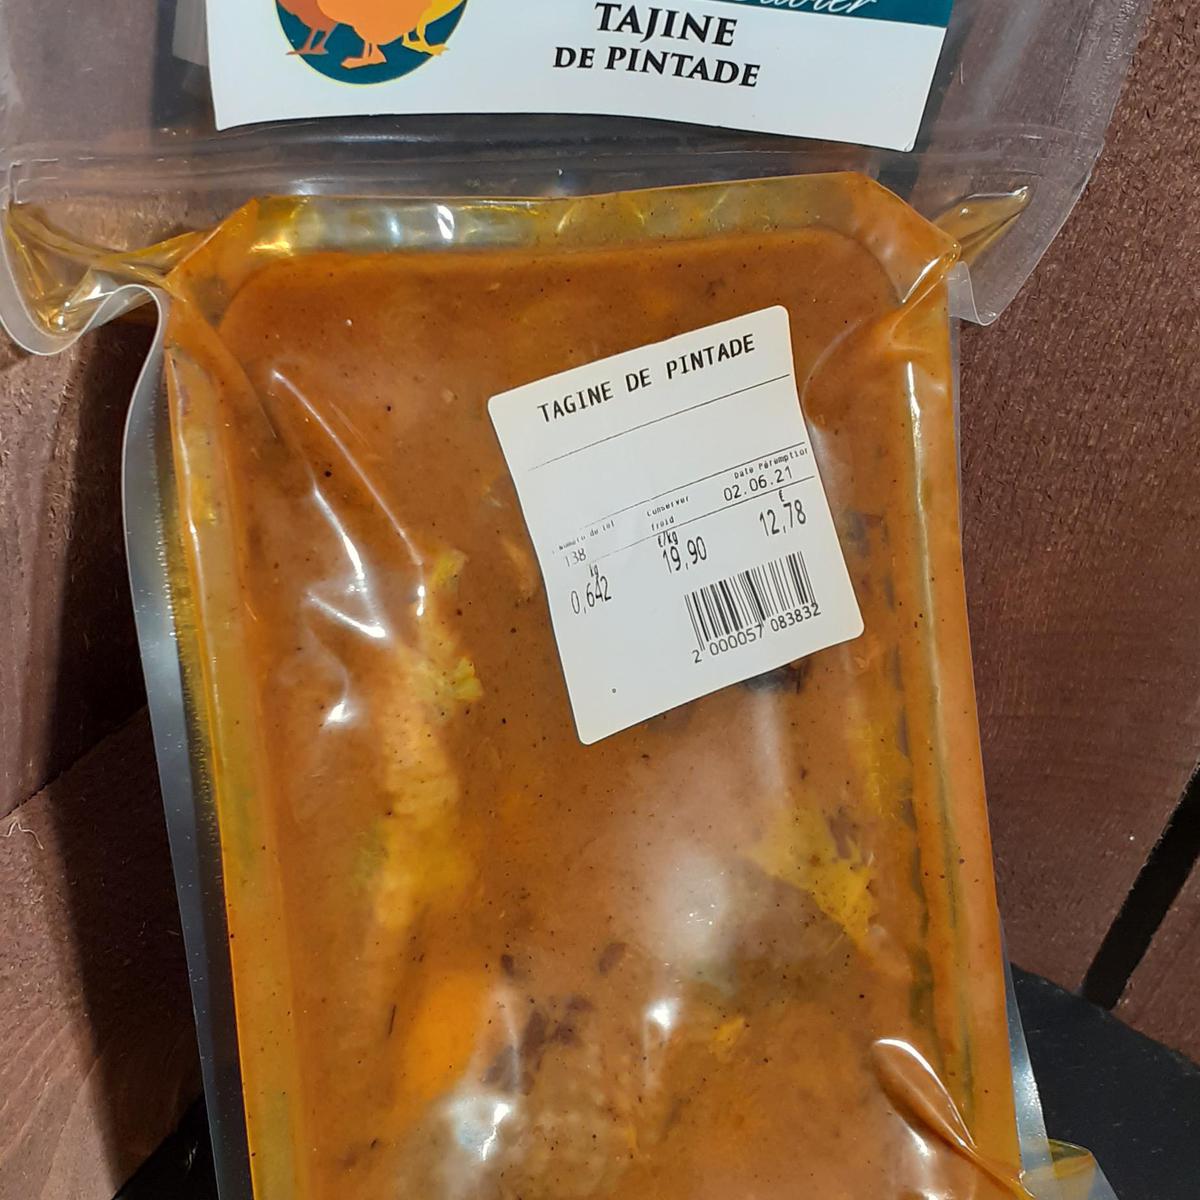 TAJINE
DE PINTADE
TAGINE DE PINTADE
Date Péremption
Conserver
02.06.21
froid
138
€
€/kg
12,78
kg
19,90
0,642
2 000057 083832